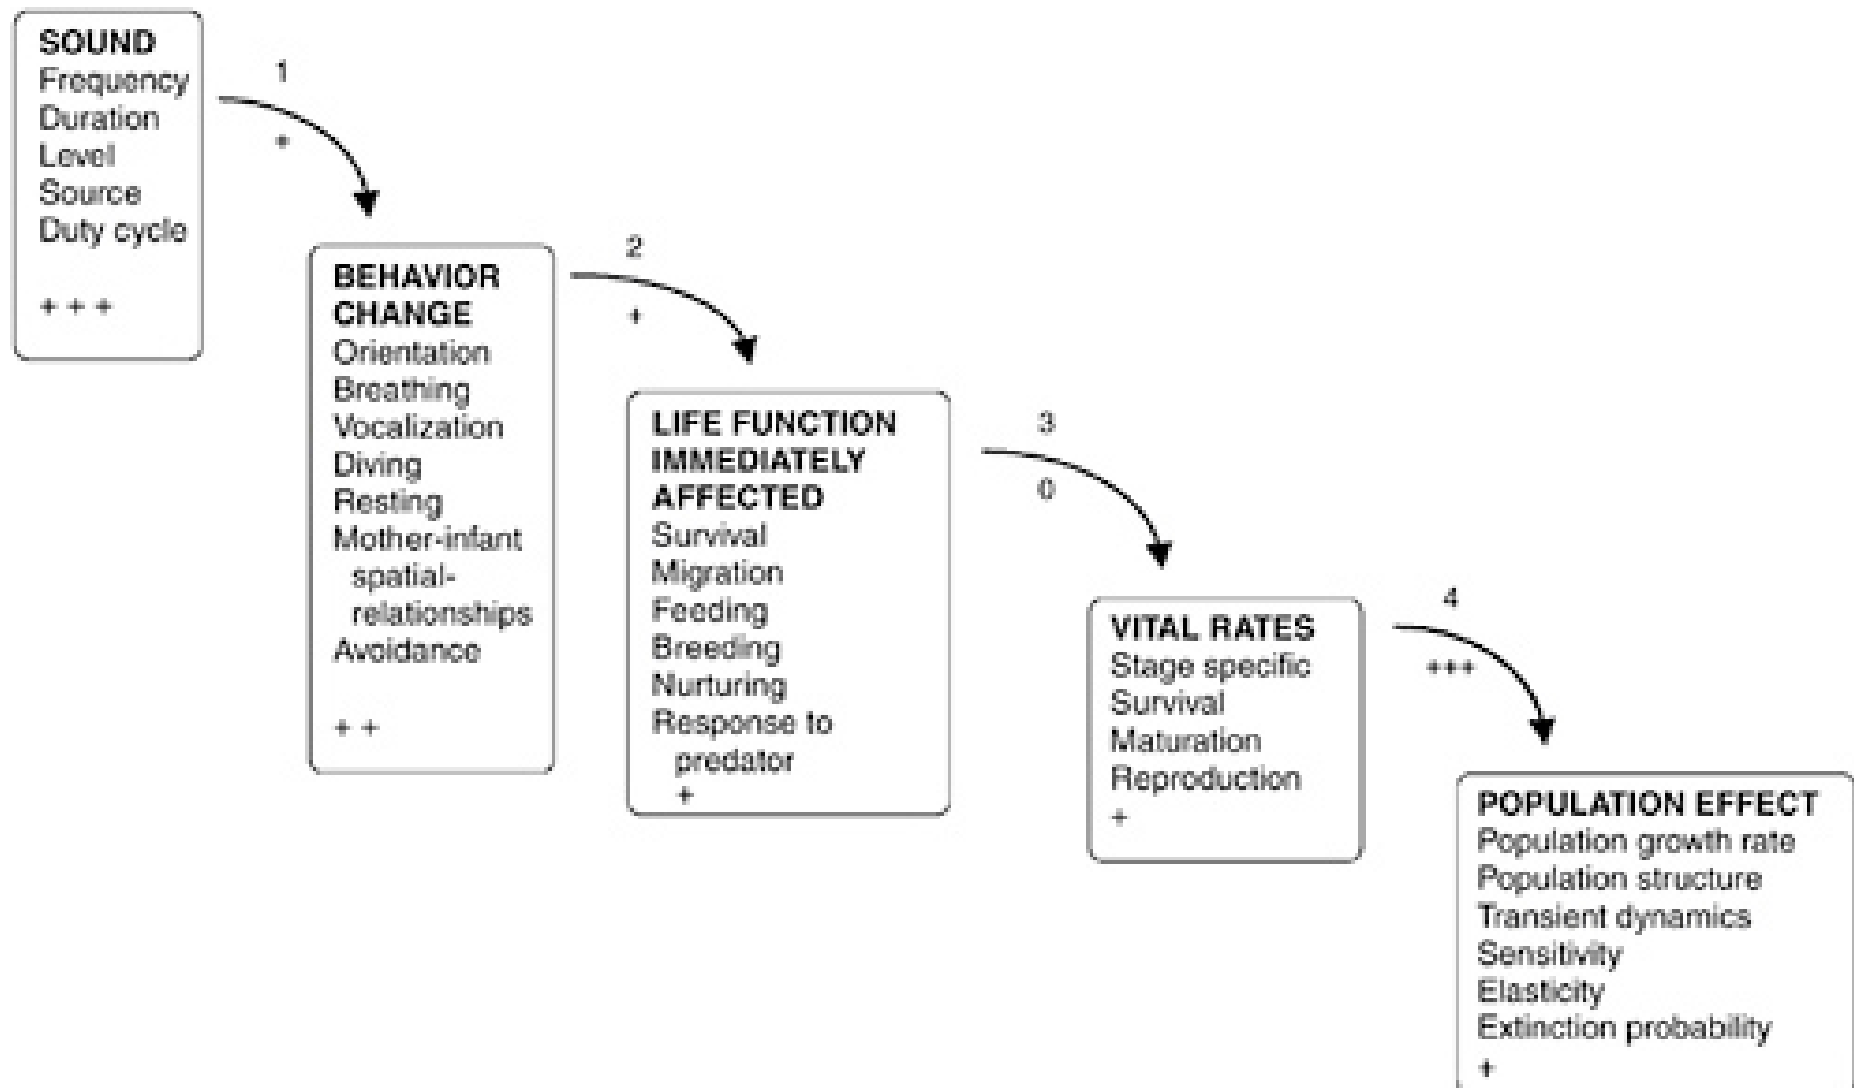 SOUND
Frequency
Duration
Level
Source
Duty cycle
+ + +
1
+
BEHAVIOR
CHANGE
Orientation
Breathing
Vocalization
Diving
Resting
Mother-infant
spatial-
relationships
Avoidance
+ +
2
+
LIFE FUNCTION
IMMEDIATELY
AFFECTED
Survival
Migration
Feeding
Breeding
Nurturing
Response to
predator
+
3
0
VITAL RATES
Stage specific
Survival
Maturation
Reproduction
+
4
+++
POPULATION EFFECT
Population growth rate
Population structure
Transient dynamics
Sensitivity
Elasticity
Extinction probability
+